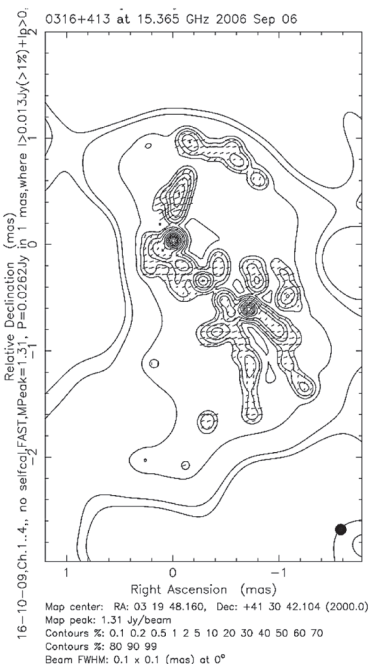 0316+413 at 15.365 GHz 2006 Sep 06
16-10-09,Ch.1..4,, no selfcal,FAST,MPeak=1.31, P=0.0262Jy in 1 mas,where I>0.013Jy(>1%)+Ip>0.
Relative Declination (mas)
2
1
0
−1
−2
1
0
−1
Right Ascension (mas)
Map center: RA: 03 19 48.160, Dec: +41 30 42.104 (2000.0)
Map peak: 1.31 Jy/beam
Contours %: 0.1 0.2 0.5 1 2 5 10 20 30 40 50 60 70
Contours %: 80 90 99
Beam FWHM: 0.1 x 0.1 (mas) at 0°